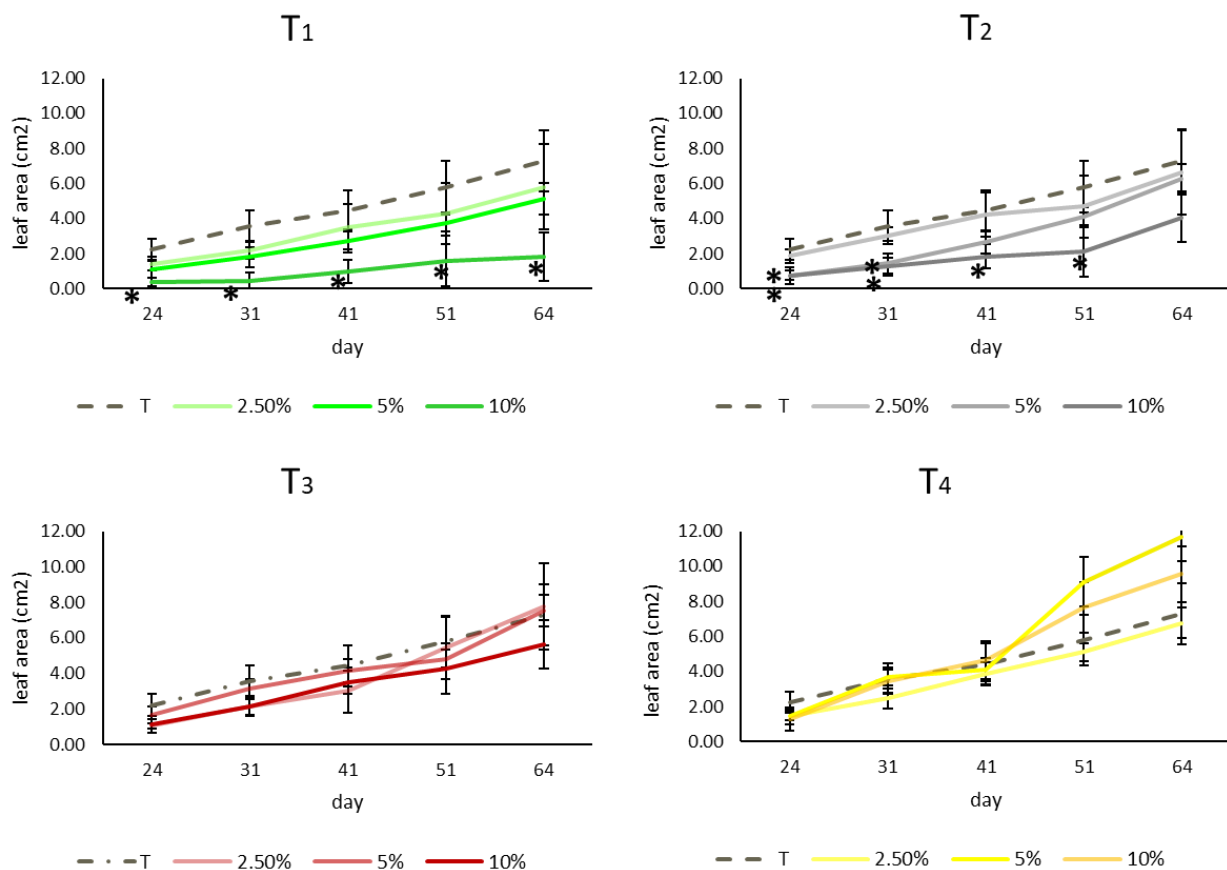 T1
12.00
10.00
8.00
6.00
4.00
2.00
0.00
leaf area (cm2)
* * * * *
24 31 41 51 64
day
T 2.50% 5% 10%
T2
12.00
10.00
8.00
6.00
4.00
2.00
0.00
leaf area (cm2)
* * * *
* *
24 31 41 51 64
day
T 2.50% 5% 10%
T3
12.00
10.00
8.00
6.00
4.00
2.00
0.00
leaf area (cm2)
24 31 41 51 64
day
T 2.50% 5% 10%
T4
12.00
10.00
8.00
6.00
4.00
2.00
0.00
leaf area (cm2)
24 31 41 51 64
day
T 2.50% 5% 10%